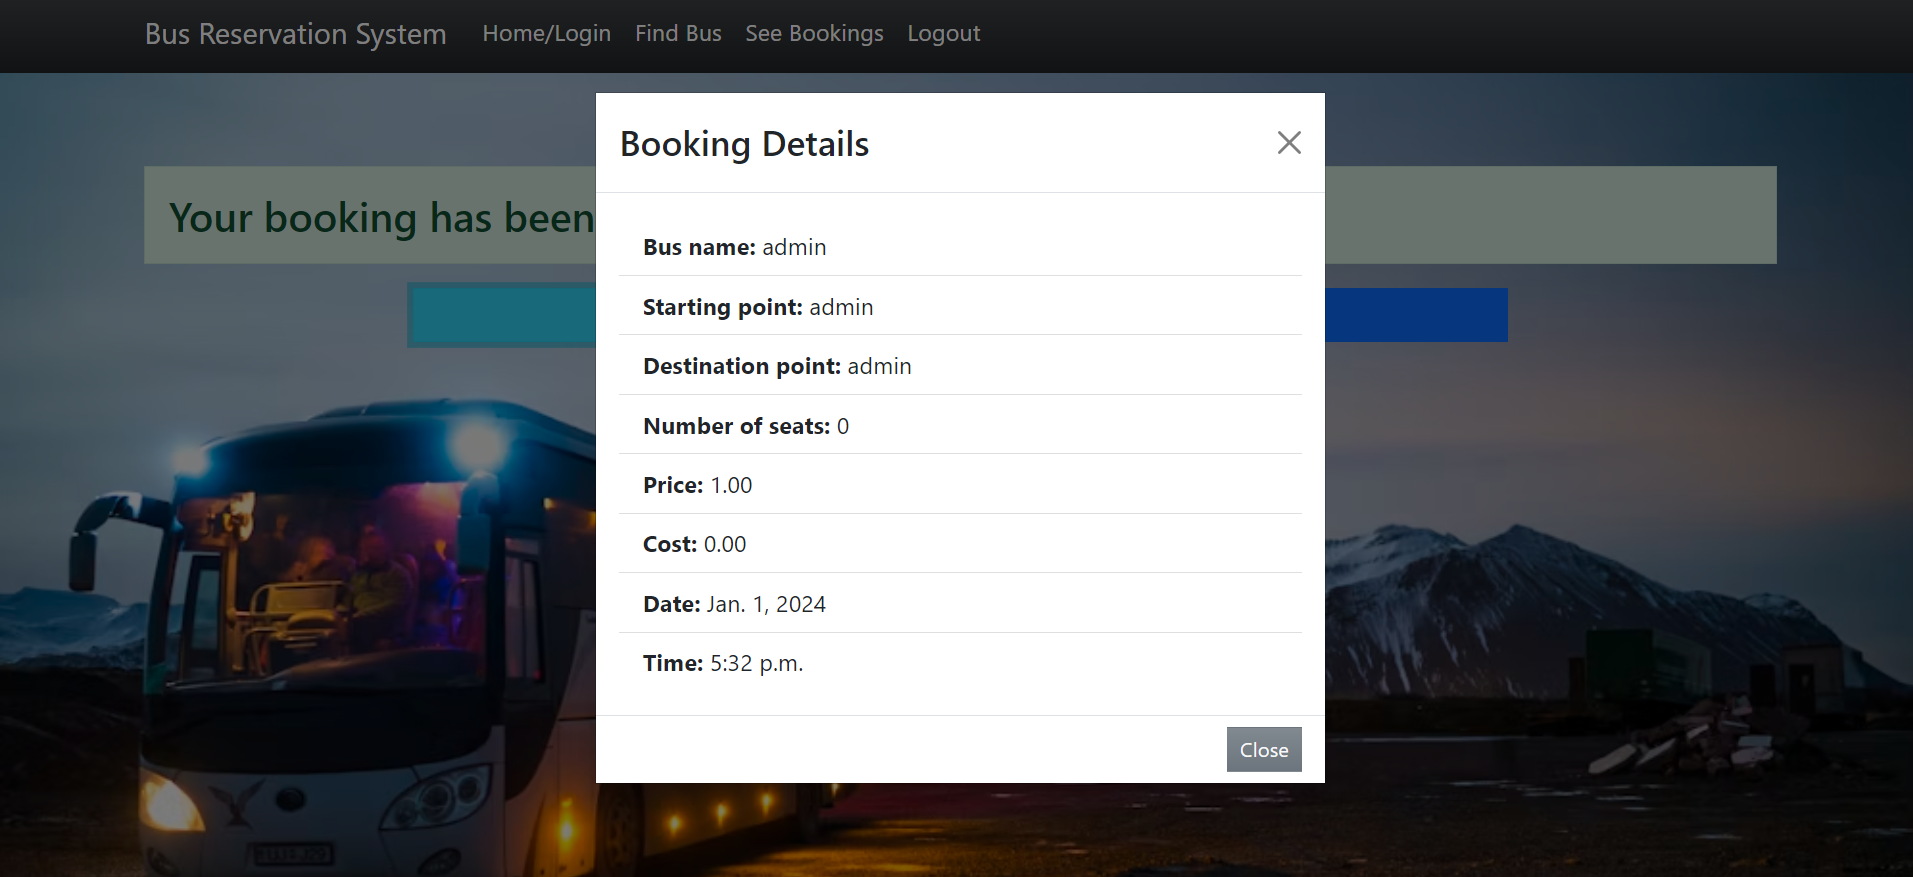 Bus Reservation System Home/Login Find Bus See Bookings Logout
Booking Details
Your booking has been
Bus name: admin
Starting point: admin
Destination point: admin
Number of seats: 0
Price: 1.00
Cost: 0.00
Date: Jan. 1, 2024
Time: 5:32 p.m.
Close